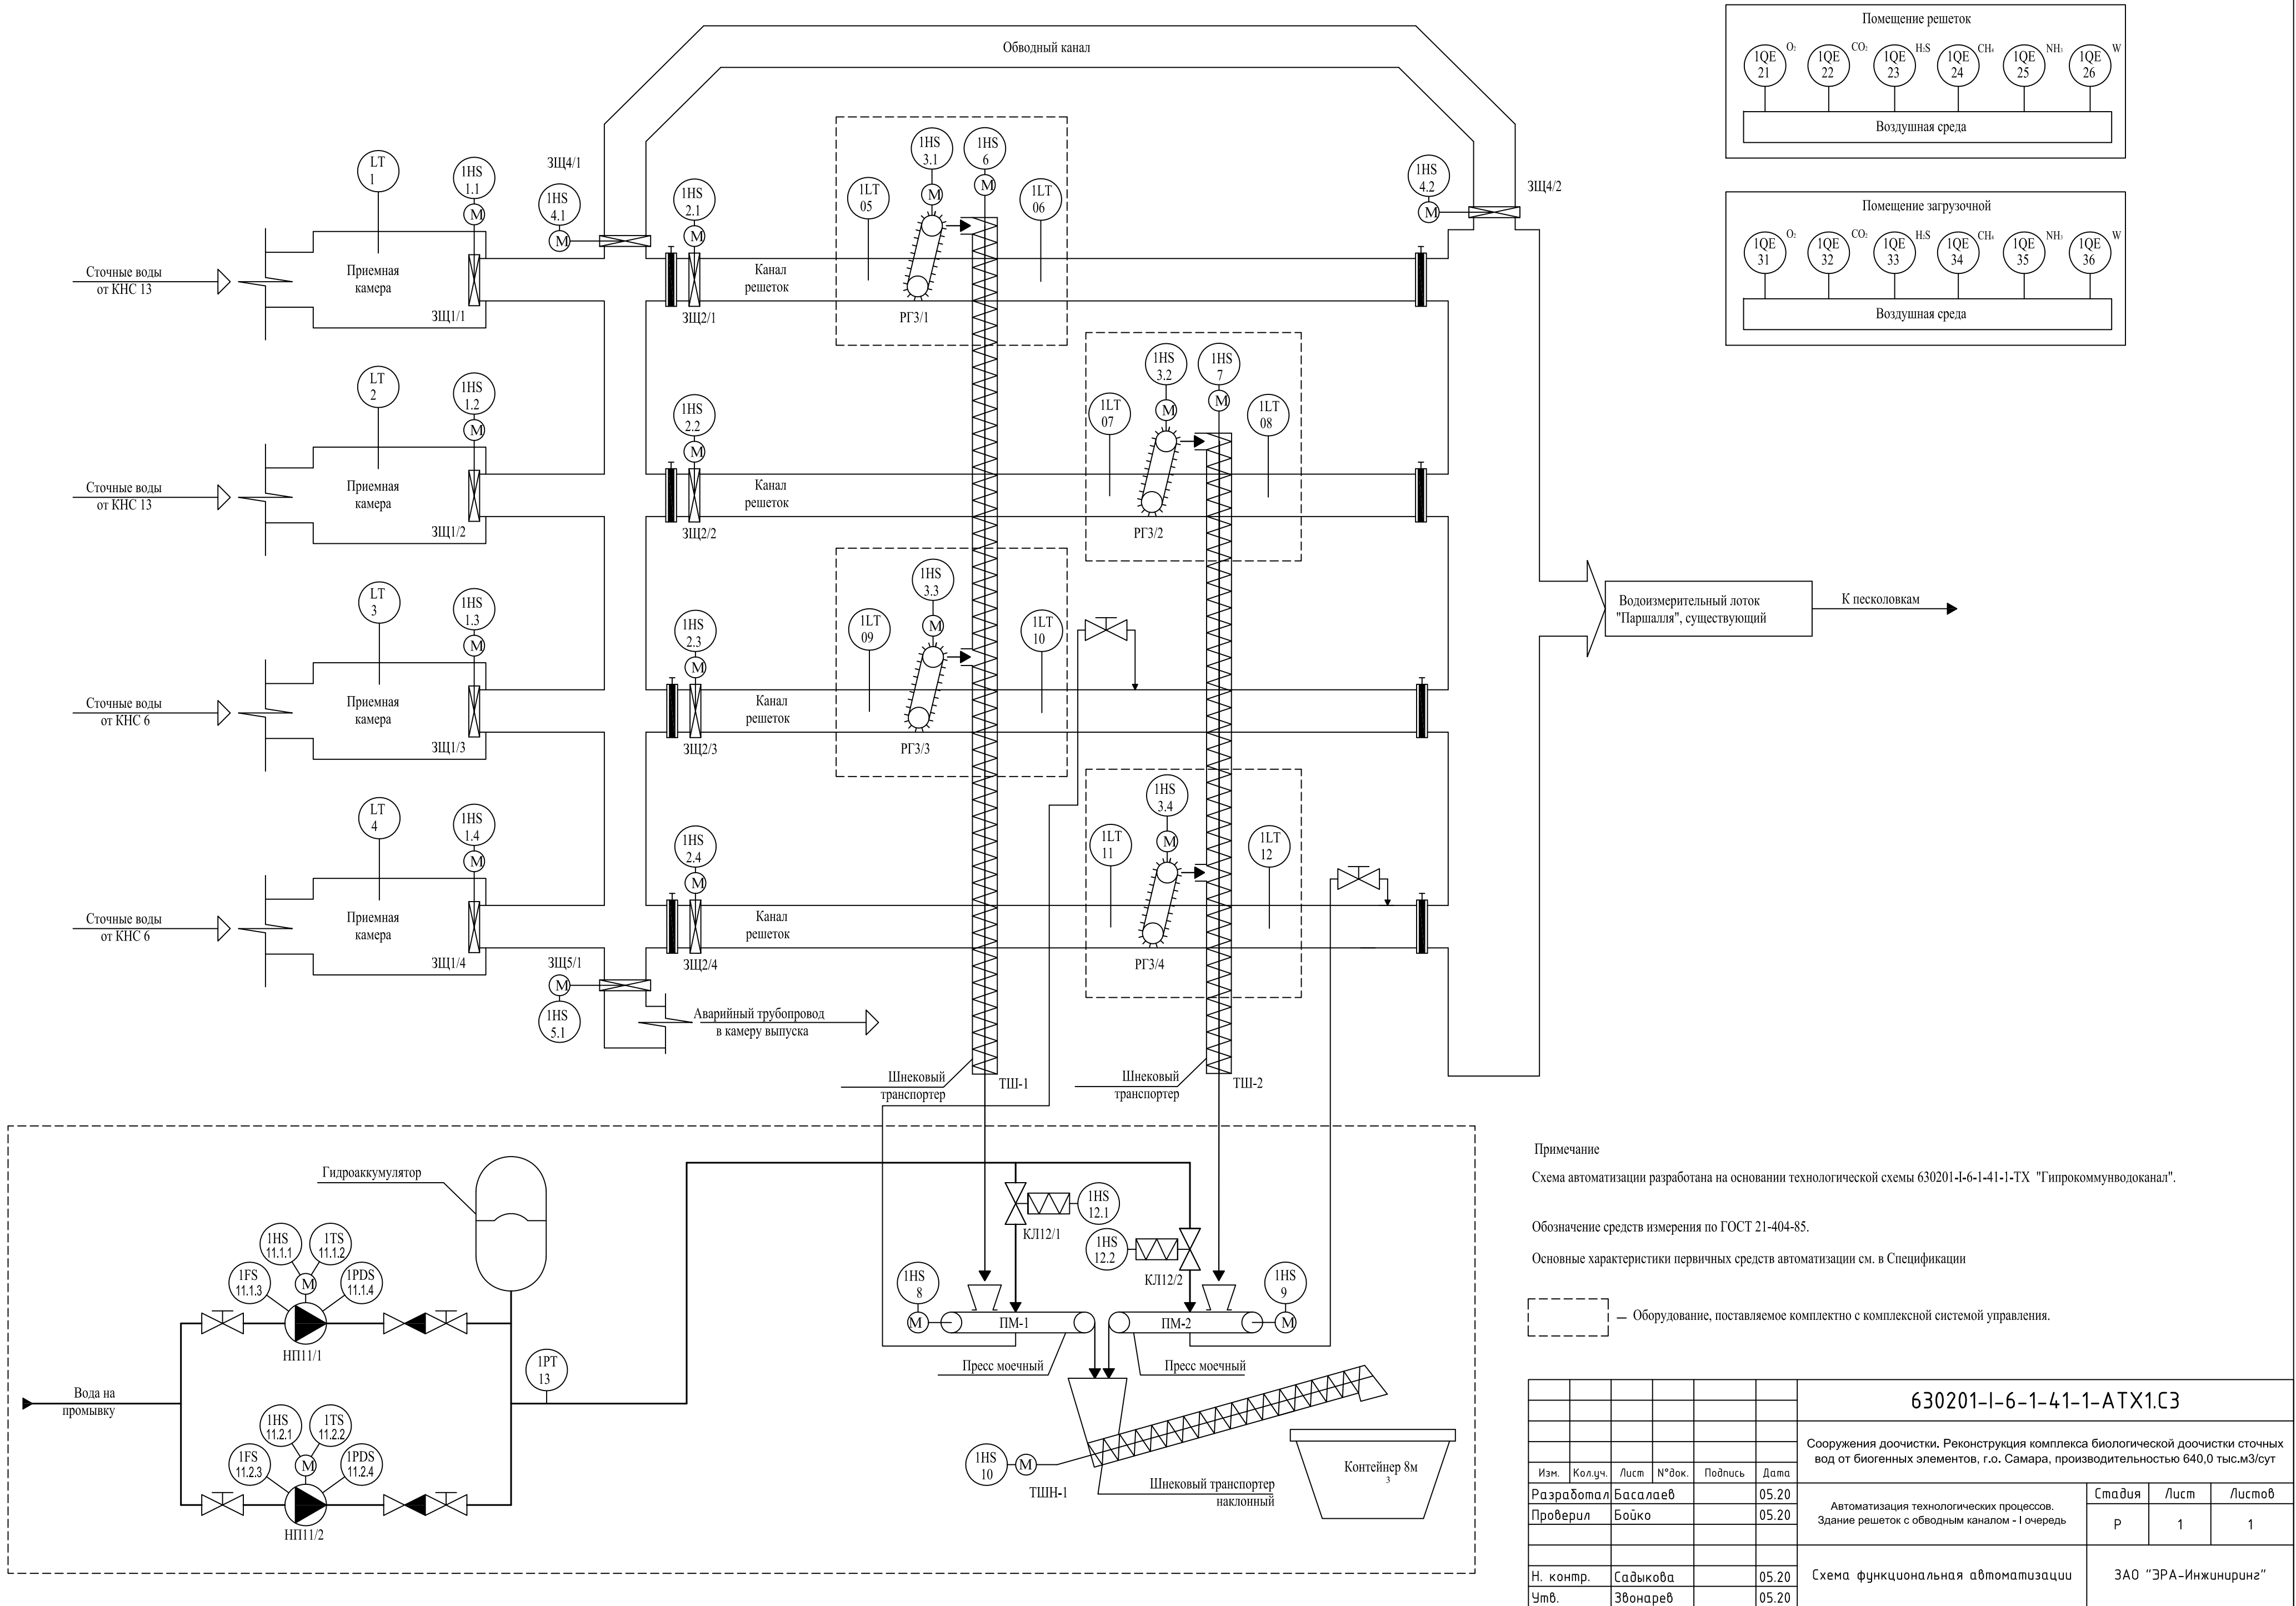 Обводный канал
ЗЩ4/1
1HS
4.1
М
LT
1
1HS
1.1
М
Сточные воды
от КНС 13
Приемная
камера
ЗЩ1/1
1HS
2.1
М
ЗЩ2/1
Канал
решеток
1LT
05
1HS
3.1
М
1HS
6
М
1LT
06
РГ3/1
1HS
4.2
М
ЗЩ4/2
LT
2
1HS
1.2
М
Сточные воды
от КНС 13
Приемная
камера
ЗЩ1/2
1HS
2.2
М
ЗЩ2/2
Канал
решеток
1LT
07
1HS
3.2
М
1HS
7
М
1LT
08
РГ3/2
LT
3
1HS
1.3
М
Сточные воды
от КНС 6
Приемная
камера
ЗЩ1/3
1HS
2.3
М
ЗЩ2/3
Канал
решеток
1LT
09
1HS
3.3
М
1LT
10
РГ3/3
LT
4
1HS
1.4
М
Сточные воды
от КНС 6
Приемная
камера
ЗЩ1/4
1HS
2.4
М
ЗЩ2/4
Канал
решеток
1LT
11
1HS
3.4
М
1LT
12
РГ3/4
ЗЩ5/1
М
1HS
5.1
Аварийный трубопровод
в камеру выпуска
Шнековый
транспортер
ТШ-1
Шнековый
транспортер
ТШ-2
Водоизмерительный лоток
"Паршалля", существующий
К песколовкам
Помещение решеток
1QE
21
O₂
1QE
22
CO₂
1QE
23
H₂S
1QE
24
CH₄
1QE
25
NH₃
1QE
26
W
Воздушная среда
Помещение загрузочной
1QE
31
O₂
1QE
32
CO₂
1QE
33
H₂S
1QE
34
CH₄
1QE
35
NH₃
1QE
36
W
Воздушная среда
Гидроаккумулятор
1HS
11.1.1
1TS
11.1.2
1FS
11.1.3
М
1PDS
11.1.4
НП11/1
Вода на
промывку
1PT
13
1HS
11.2.1
1TS
11.2.2
1FS
11.2.3
М
1PDS
11.2.4
НП11/2
1HS
12.1
КЛ12/1
1HS
12.2
КЛ12/2
1HS
8
М
ПМ-1
ПМ-2
1HS
9
М
Пресс моечный
Пресс моечный
1HS
10
М
ТШН-1
Шнековый транспортер
наклонный
Контейнер 8м
3
Примечание
Схема автоматизации разработана на основании технологической схемы 630201-I-6-1-41-1-ТХ "Гипрокоммунводоканал".
Обозначение средств измерения по ГОСТ 21-404-85.
Основные характеристики первичных средств автоматизации см. в Спецификации
— Оборудование, поставляемое комплектно с комплексной системой управления.
630201-I-6-1-41-1-АТХ1.С3
Сооружения доочистки. Реконструкция комплекса биологической доочистки сточных
вод от биогенных элементов, г.о. Самара, производительностью 640,0 тыс.м3/сут
Изм. Кол.уч. Лист N°док. Подпись Дата
Разработал Басалаев 05.20
Проверил Бойко 05.20
Автоматизация технологических процессов.
Здание решеток с обводным каналом - I очередь
Стадия Лист Листов
Р 1 1
Н. контр. Садыкова 05.20
Утв. Звонарев 05.20
Схема функциональная автоматизации
ЗАО "ЭРА-Инжиниринг"